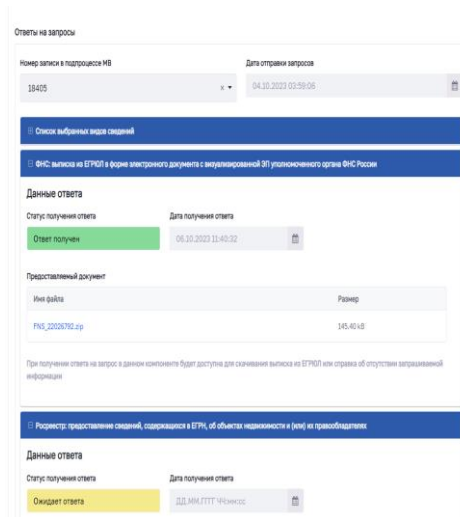 Ответы на запросы
Номер записи в подпроцессе МВ
Дата отправки запросов
18405
04.10.2023 03:59:06
Список выбранных видов сведений
ФНС: выписка из ЕГРЮЛ в форме электронного документа с визуализированной ЭП уполномоченного органа ФНС России
Данные ответа
Статус получения ответа
Дата получения ответа
Ответ получен
06.10.2023 11:40:32
Предоставляемый документ
Имя файла
Размер
FNS_22026792.zip
145.40 kB
При получение ответа на запрос в данном компоненте будет доступна для скачивания выписка из ЕГРЮЛ или справка об отсутствии запрашиваемой
информации
Росреестр: предоставление сведений, содержащихся в ЕГРН, об объектах недвижимости и (или) их правообладателях
Данные ответа
Статус получения ответа
Дата получения ответа
Ожидает ответа
ДД.ММ.ГГГГ ЧЧ:мм:сс